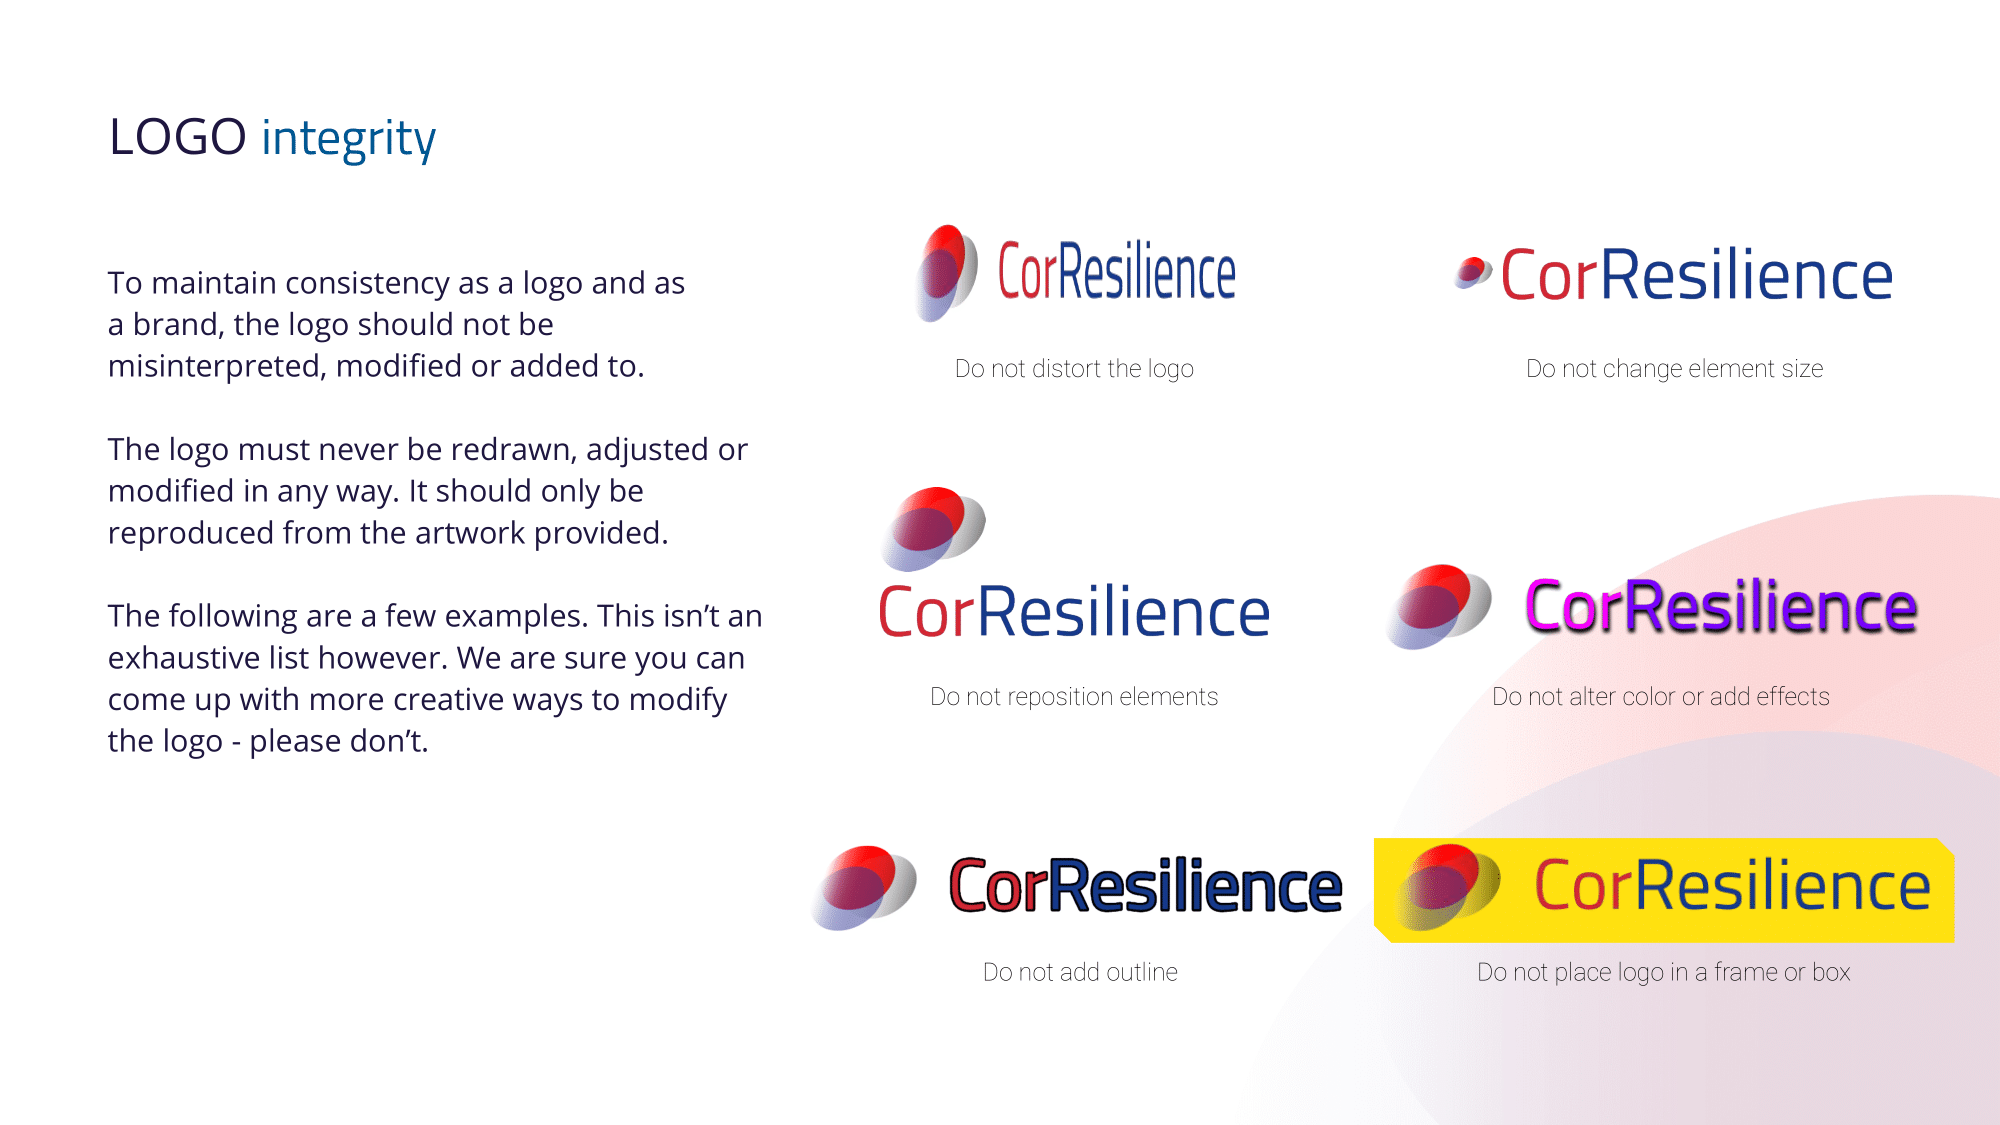 LOGO integrity
To maintain consistency as a logo and as
a brand, the logo should not be
misinterpreted, modified or added to.
The logo must never be redrawn, adjusted or
modified in any way. It should only be
reproduced from the artwork provided.
The following are a few examples. This isn’t an
exhaustive list however. We are sure you can
come up with more creative ways to modify
the logo - please don’t.
CorResilience
Do not distort the logo
CorResilience
Do not change element size
CorResilience
Do not reposition elements
CorResilience
Do not alter color or add effects
CorResilience
Do not add outline
CorResilience
Do not place logo in a frame or box